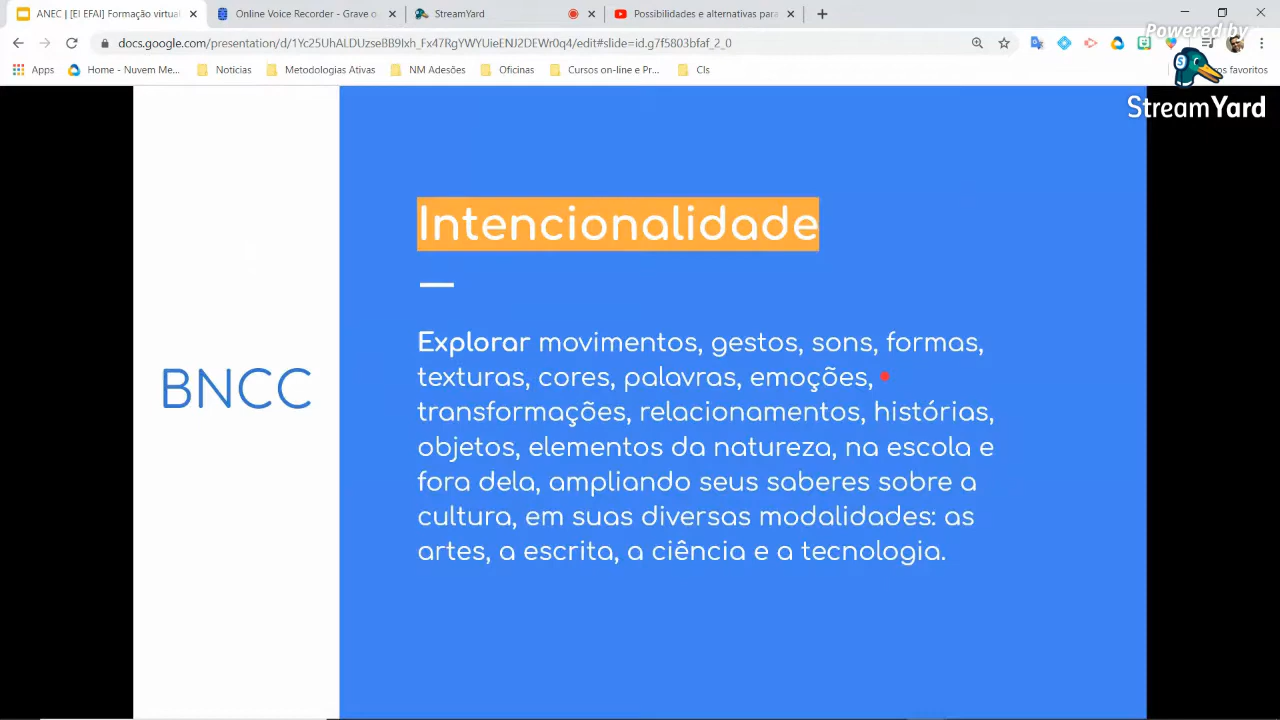 ANEC | [EI EFAI] Formação virtual
Online Voice Recorder - Grave o
StreamYard
Possibilidades e alternativas para
docs.google.com/presentation/d/1Yc25UhALDUzseBB9Ixh_Fx47RgYWVUefScl2DEWr0q4/edit#slide=id.g7f5803bfaf_2_0
Powered by
Apps
Home - Nuvem Me...
Notícias
Metodologias Ativas
NM Adesões
Oficinas
Cursos on-line e Pr...
CIs
os favoritos
StreamYard
Intencionalidade
BNCC
Explorar movimentos, gestos, sons, formas,
texturas, cores, palavras, emoções,
transformações, relacionamentos, histórias,
objetos, elementos da natureza, na escola e
fora dela, ampliando seus saberes sobre a
cultura, em suas diversas modalidades: as
artes, a escrita, a ciência e a tecnologia.